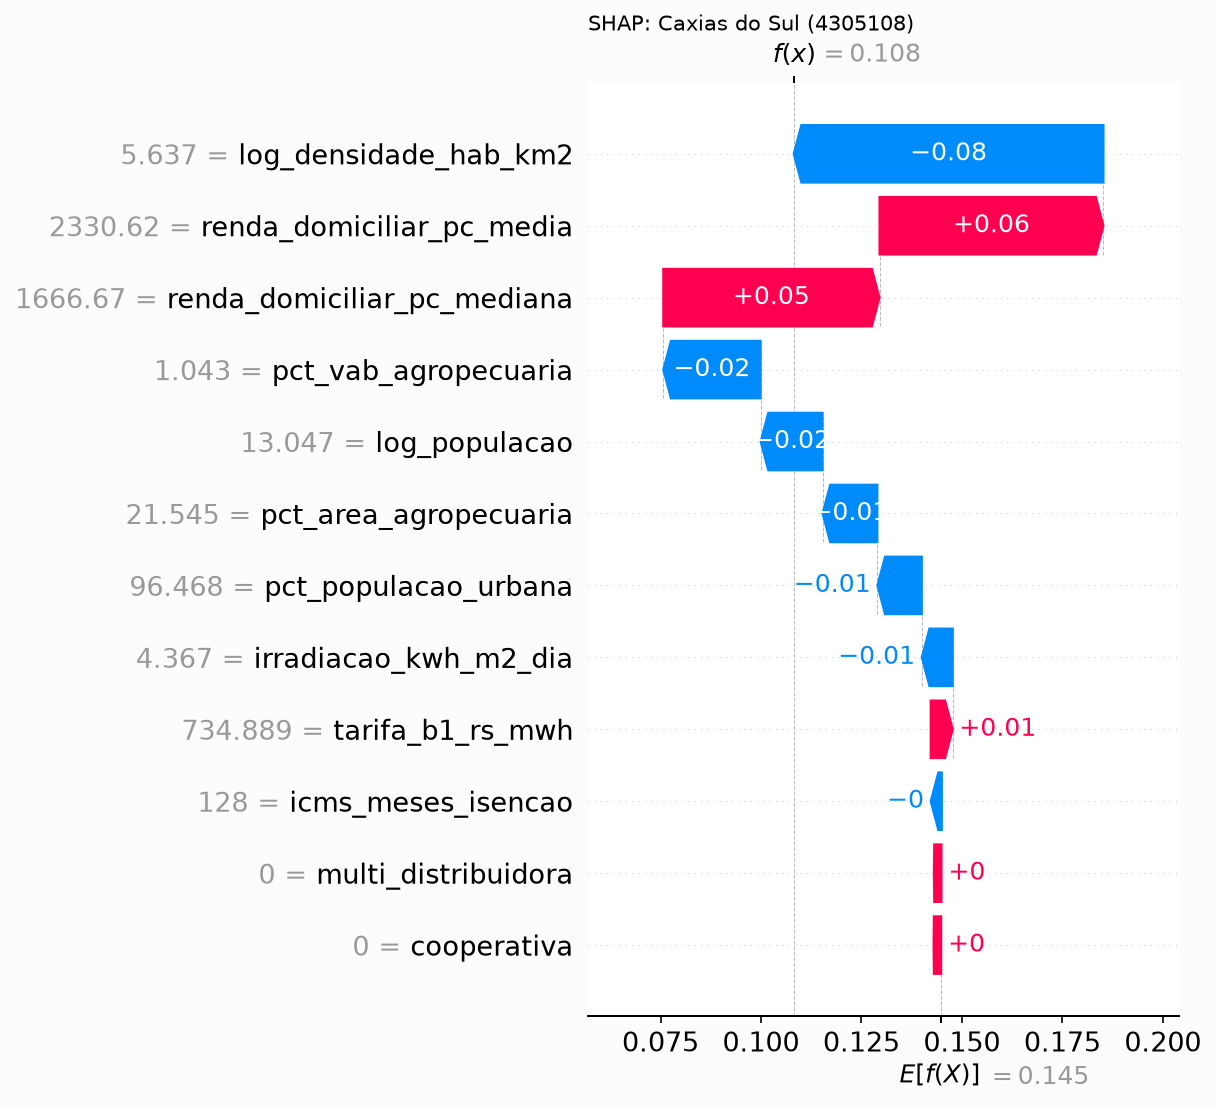 SHAP: Caxias do Sul (4305108)
f(x) = 0.108
5.637 = log_densidade_hab_km2
−0.08
2330.62 = renda_domiciliar_pc_media
+0.06
1666.67 = renda_domiciliar_pc_mediana
+0.05
1.043 = pct_vab_agropecuaria
−0.02
13.047 = log_populacao
−0.02
21.545 = pct_area_agropecuaria
−0.01
96.468 = pct_populacao_urbana
−0.01
4.367 = irradiacao_kwh_m2_dia
−0.01
734.889 = tarifa_b1_rs_mwh
+0.01
128 = icms_meses_isencao
−0
0 = multi_distribuidora
+0
0 = cooperativa
+0
0.075 0.100 0.125 0.150 0.175 0.200
E[f(X)] = 0.145